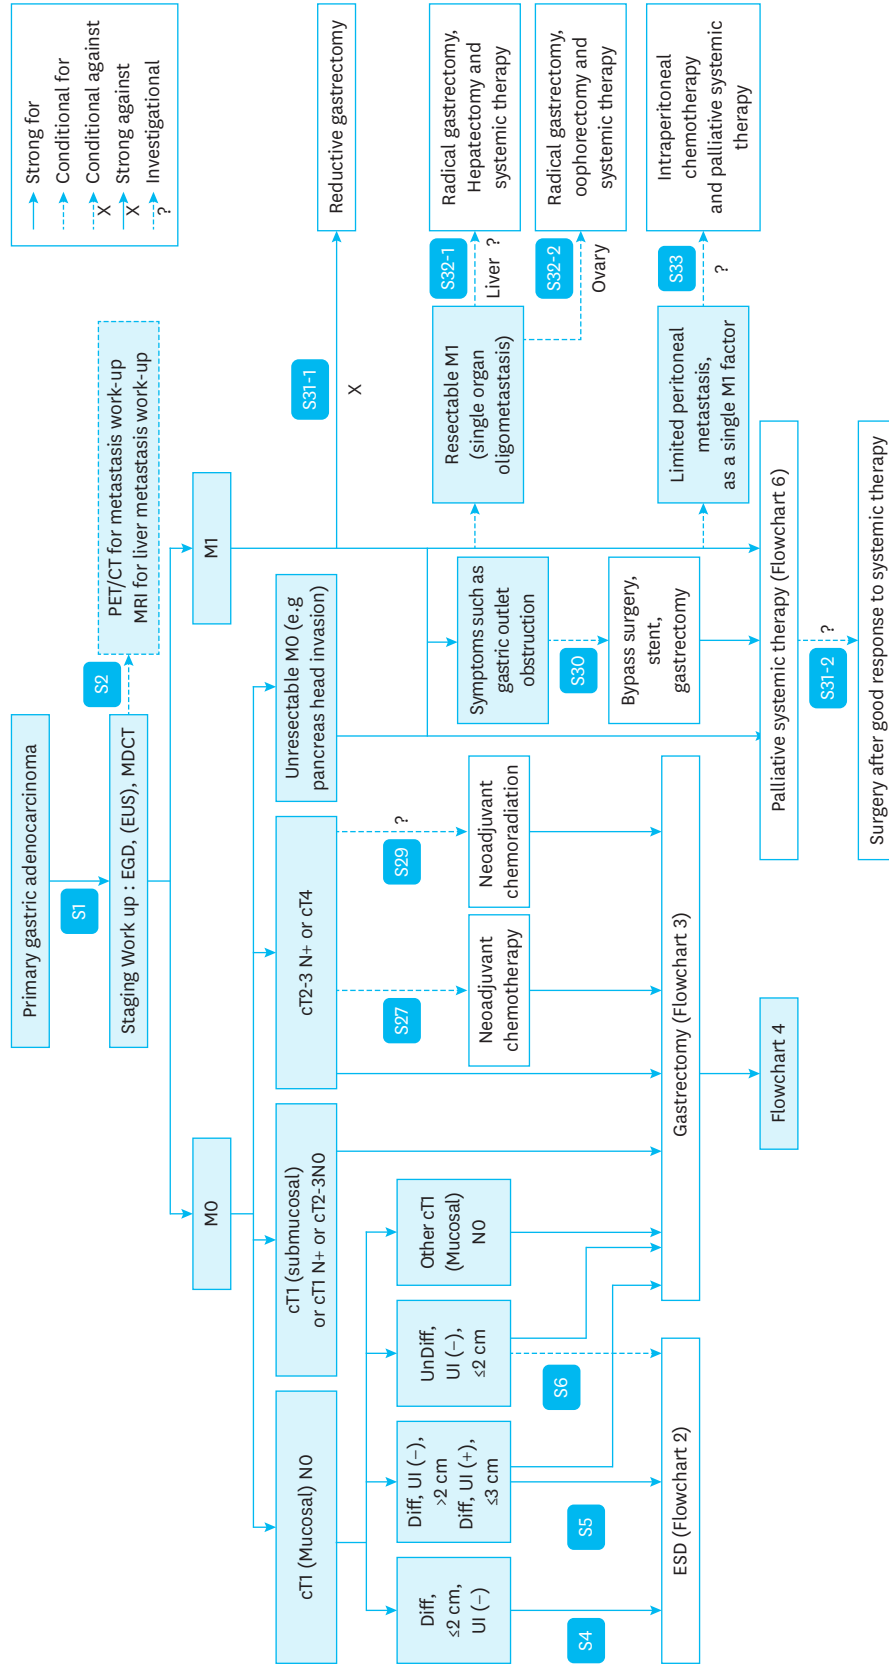 Primary gastric adenocarcinoma
S1
Staging Work up : EGD, (EUS), MDCT
S2
PET/CT for metastasis work-up
MRI for liver metastasis work-up
Strong for
Conditional for
X
Conditional against
X
Strong against
?
Investigational
M0
M1
cT1 (Mucosal) N0
cT1 (submucosal)
or cT1 N+ or cT2-3N0
cT2-3 N+ or cT4
Unresectable M0 (e.g
pancreas head invasion)
S31-1
X
Reductive gastrectomy
Diff,
≤2 cm,
UI (−)
Diff, UI (−),
>2 cm
Diff, UI (+),
≤3 cm
UnDiff,
UI (−),
≤2 cm
Other cT1
(Mucosal)
N0
S27
S29
?
Neoadjuvant
chemotherapy
Neoadjuvant
chemoradiation
Symptoms such as
gastric outlet
obstruction
S30
Bypass surgery,
stent,
gastrectomy
Resectable M1
(single organ
oligometastasis)
S32-1
Liver ?
Radical gastrectomy,
Hepatectomy and
systemic therapy
S32-2
Ovary
Radical gastrectomy,
oophorectomy and
systemic therapy
Limited peritoneal
metastasis,
as a single M1 factor
S33
?
Intraperitoneal
chemotherapy
and palliative systemic
therapy
S4
S5
S6
ESD (Flowchart 2)
Gastrectomy (Flowchart 3)
Palliative systemic therapy (Flowchart 6)
Flowchart 4
S31-2
?
Surgery after good response to systemic therapy